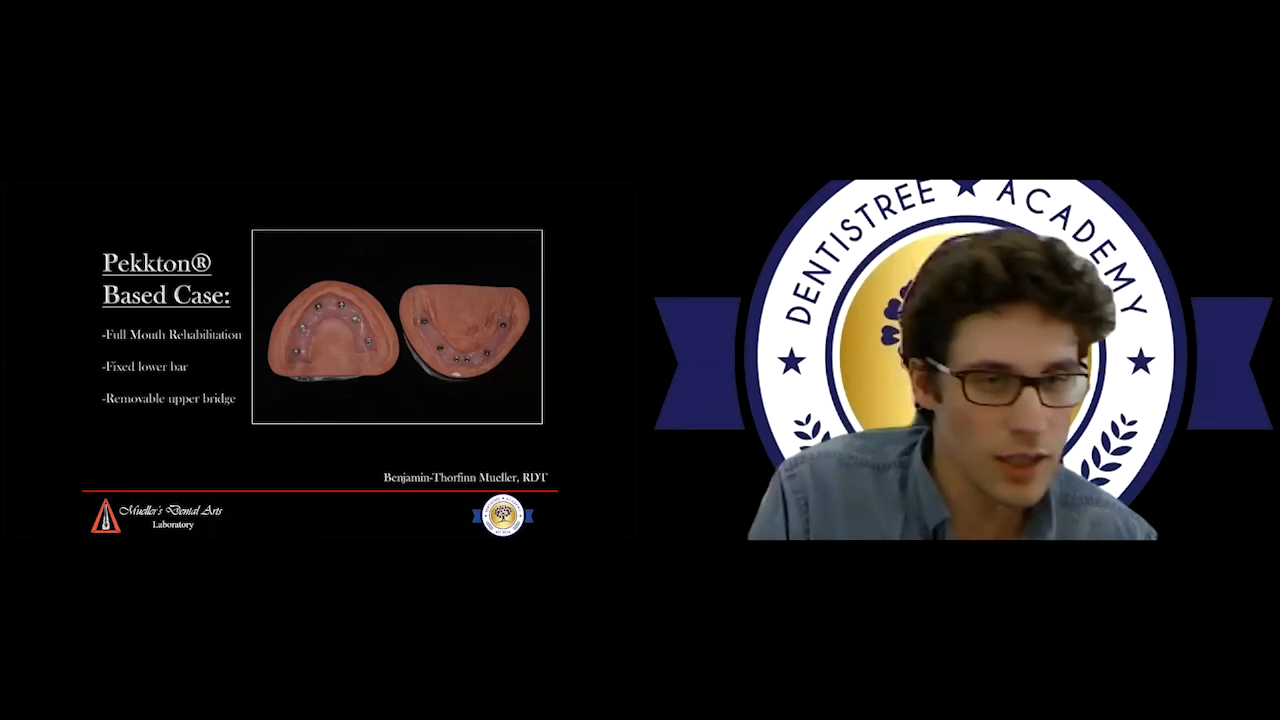 Pekkton®
Based Case:
-Full Mouth Rehabilitation
-Fixed lower bar
-Removable upper bridge
Benjamin-Thorfinn Mueller, RDT
Mueller's Dental Arts
Laboratory
DENTISTREE ★ ACADEMY